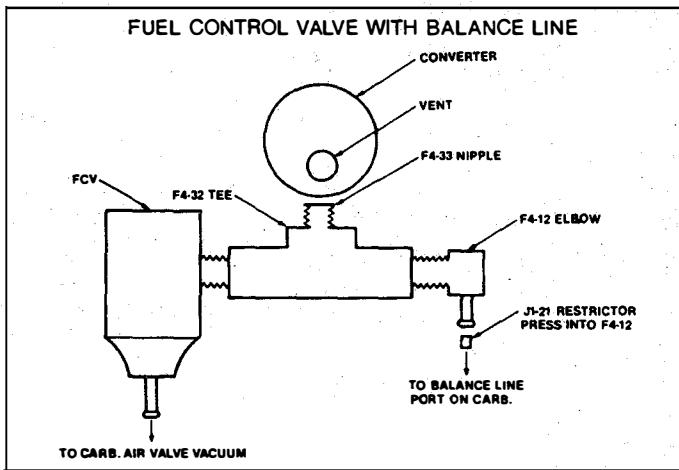 FUEL CONTROL VALVE WITH BALANCE LINE
CONVERTER
VENT
F4-33 NIPPLE
FCV
F4-32 TEE
F4-12 ELBOW
J1-21 RESTRICTOR
PRESS INTO F4-12
TO BALANCE LINE
PORT ON CARB.
TO CARB. AIR VALVE VACUUM